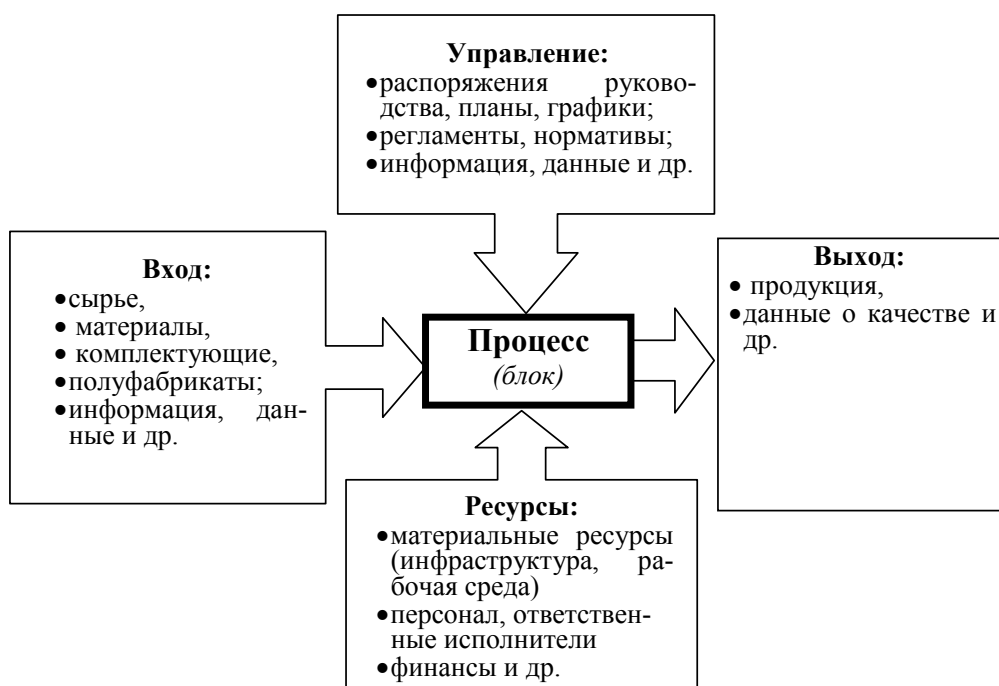 Управление:
•распоряжения руково-
дства, планы, графики;
•регламенты, нормативы;
•информация, данные и др.
Вход:
•сырье,
• материалы,
• комплектующие,
•полуфабрикаты;
•информация, дан-
ные и др.
Процесс
(блок)
Выход:
• продукция,
•данные о качестве и
др.
Ресурсы:
•материальные ресурсы
(инфраструктура, ра-
бочая среда)
•персонал, ответствен-
ные исполнители
•финансы и др.